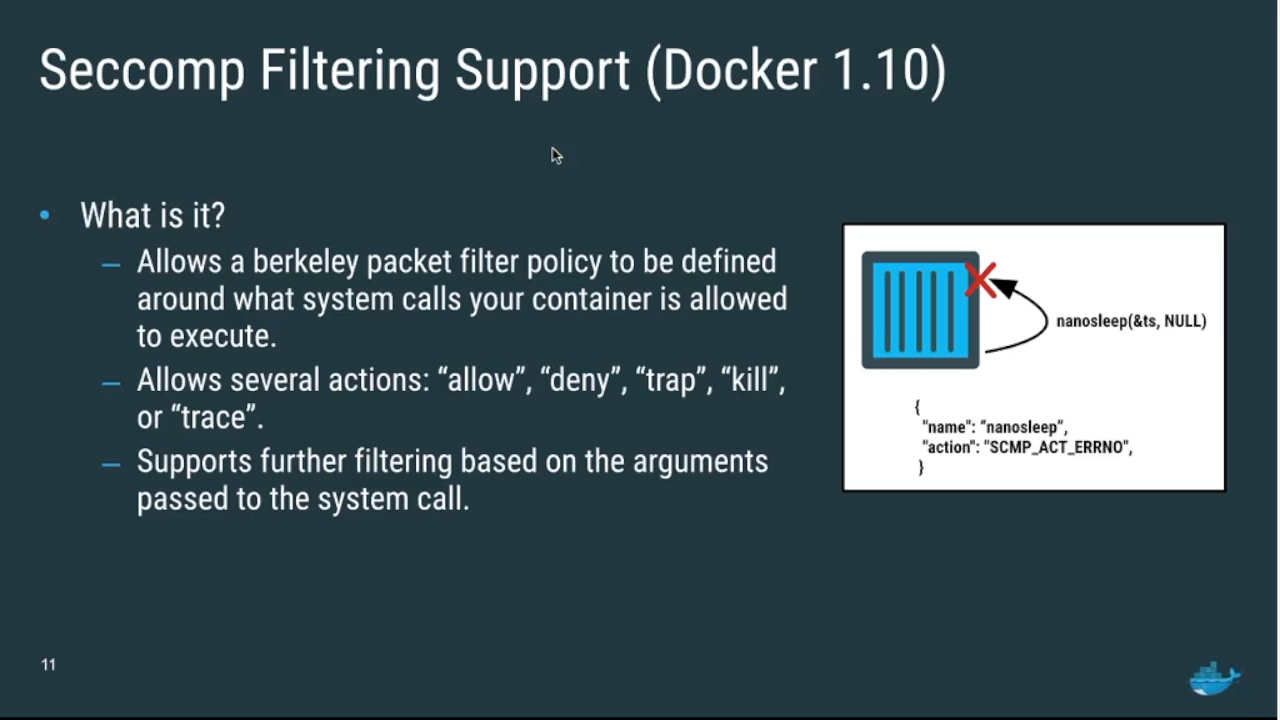 Seccomp Filtering Support (Docker 1.10)
• What is it?
– Allows a berkeley packet filter policy to be defined
around what system calls your container is allowed
to execute.
– Allows several actions: “allow”, “deny”, “trap”, “kill”,
or “trace”.
– Supports further filtering based on the arguments
passed to the system call.
nanosleep(&ts, NULL)
{
"name": “nanosleep”,
"action": "SCMP_ACT_ERRNO",
}
11